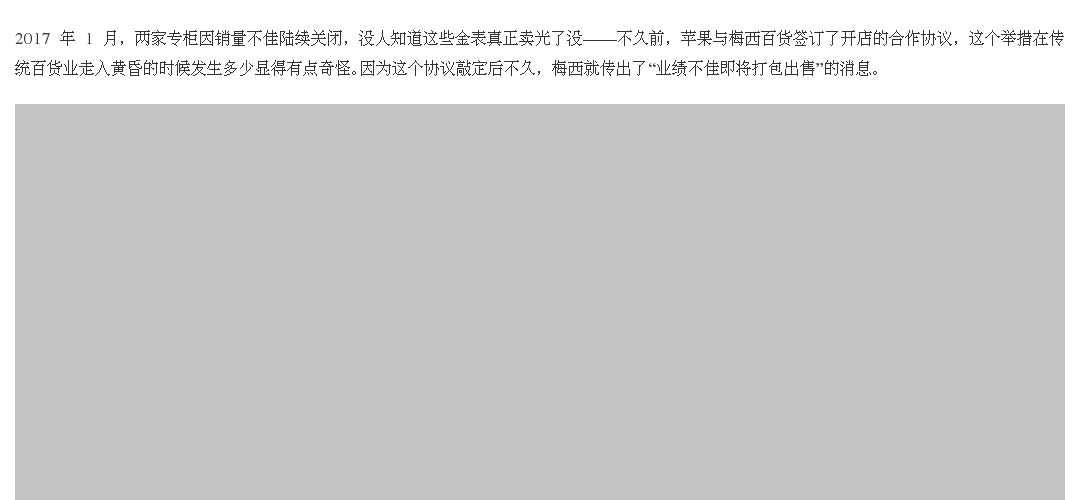 2017 年 1 月，两家专柜因销量不佳陆续关闭，没人知道这些金表真正卖光了没——不久前，苹果与梅西百货签订了开店的合作协议，这个举措在传
统百货业走入黄昏的时候发生多少显得有点奇怪。因为这个协议敲定后不久，梅西就传出了“业绩不佳即将打包出售”的消息。